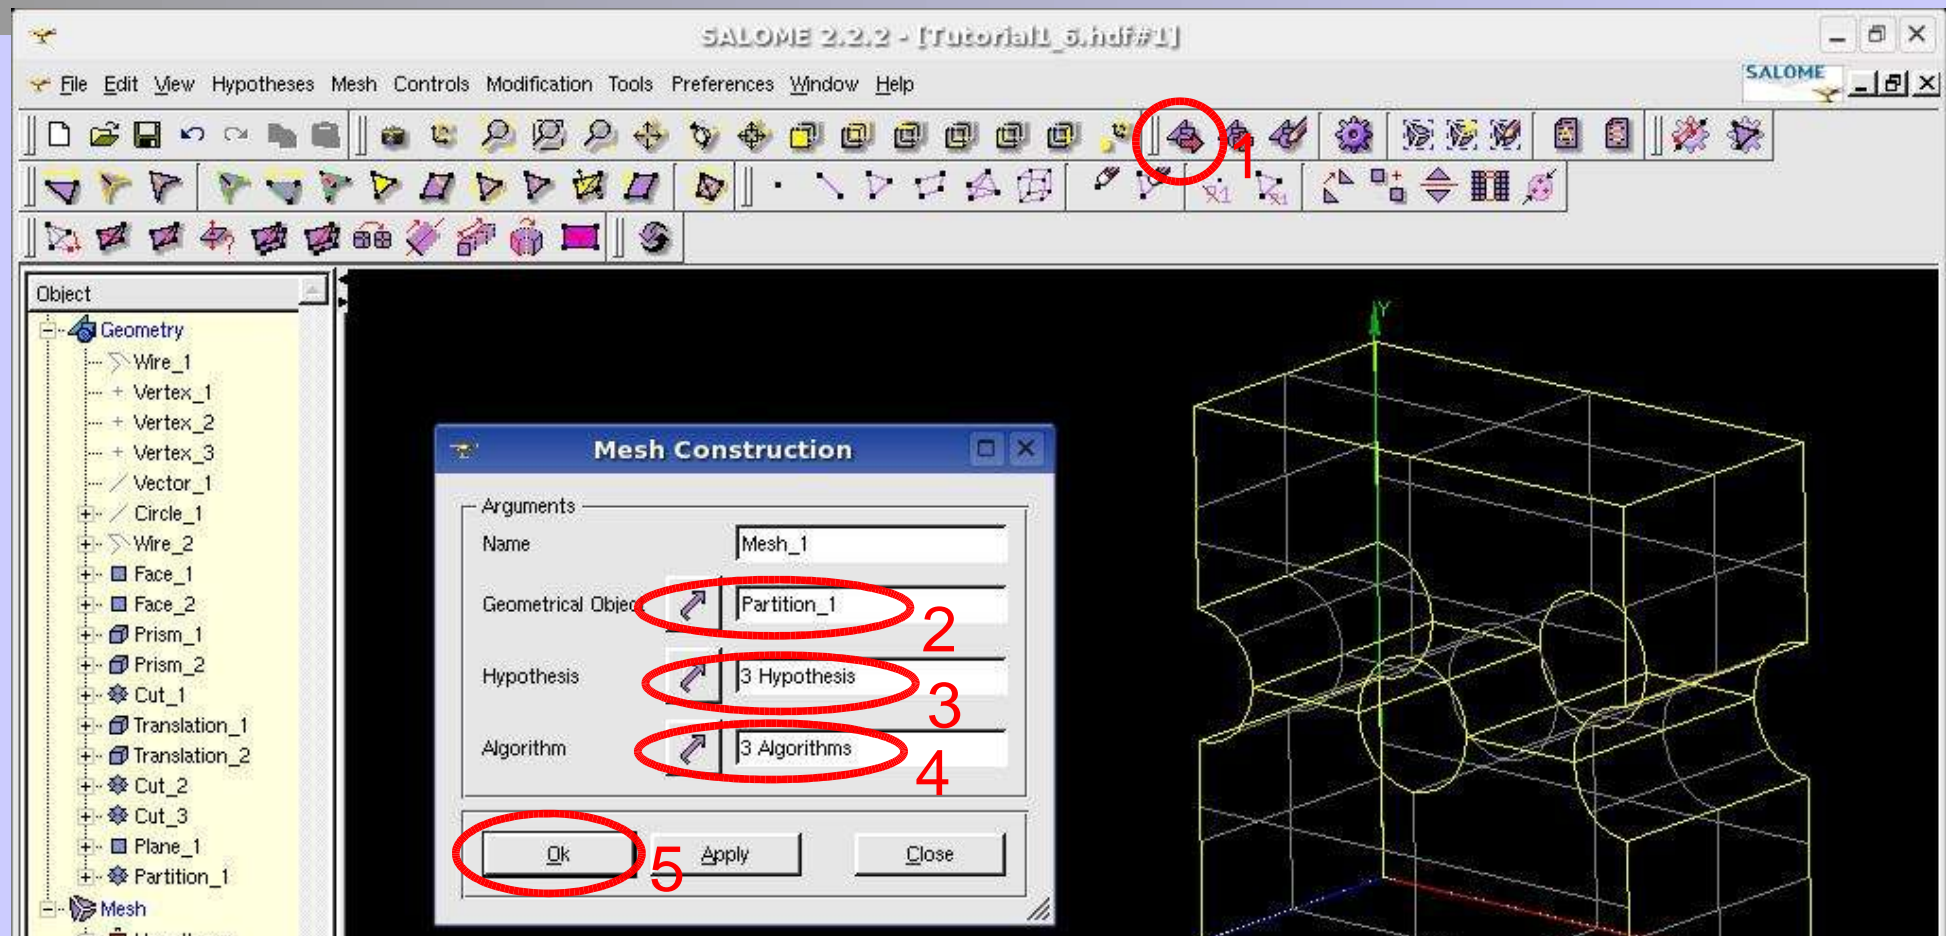 SALOME 2.2.2 - [Tutorial1_6.hdf#1]
File Edit View Hypotheses Mesh Controls Modification Tools Preferences Window Help
SALOME
1
Object
Geometry
Wire_1
Vertex_1
Vertex_2
Vertex_3
Vector_1
Circle_1
Wire_2
Face_1
Face_2
Prism_1
Prism_2
Cut_1
Translation_1
Translation_2
Cut_2
Cut_3
Plane_1
Partition_1
Mesh
Mesh Construction
Arguments
Name Mesh_1
Geometrical Object Partition_1 2
Hypothesis 3 Hypothesis 3
Algorithm 3 Algorithms 4
Ok 5 Apply Close
Y